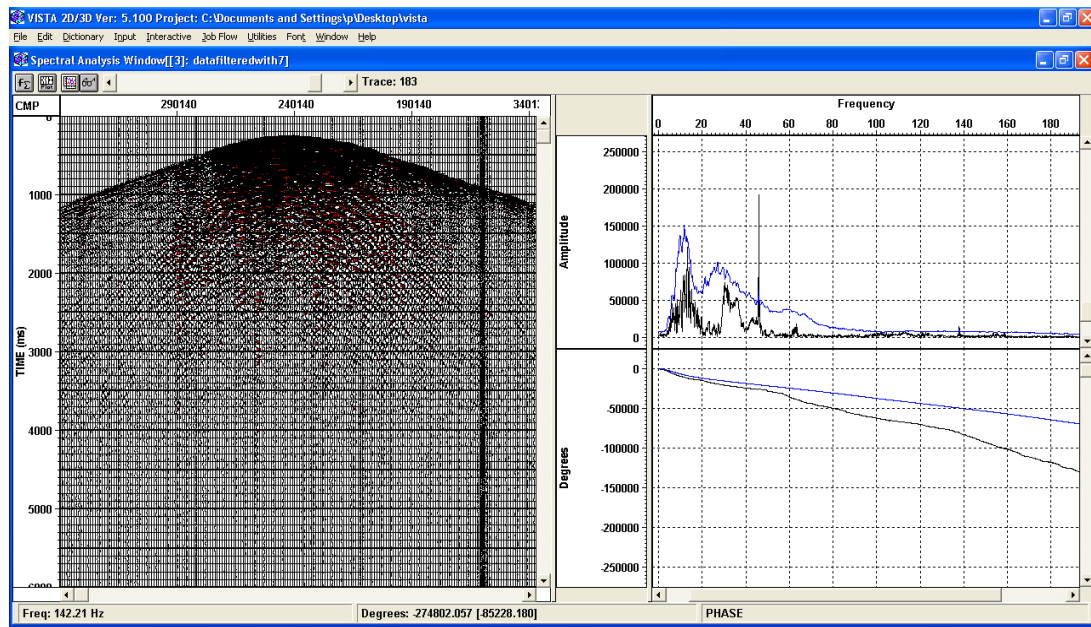 VISTA 2D/3D Ver: 5.100 Project: C:\Documents and Settings\p\Desktop\vista
File Edit Dictionary Input Interactive Job Flow Utilities Font Window Help
Spectral Analysis Window[[3]: datafilteredwith7]
Trace: 183
CMP 290140 240140 190140
Frequency
0 20 40 60 80 100 120 140 160 180
TIME (ms)
0
1000
2000
3000
4000
5000
6000
Amplitude
250000
200000
150000
100000
50000
0
Degrees
0
-50000
-100000
-150000
-200000
-250000
Freq: 142.21 Hz Degrees: -274802.057 [-85228.180] PHASE